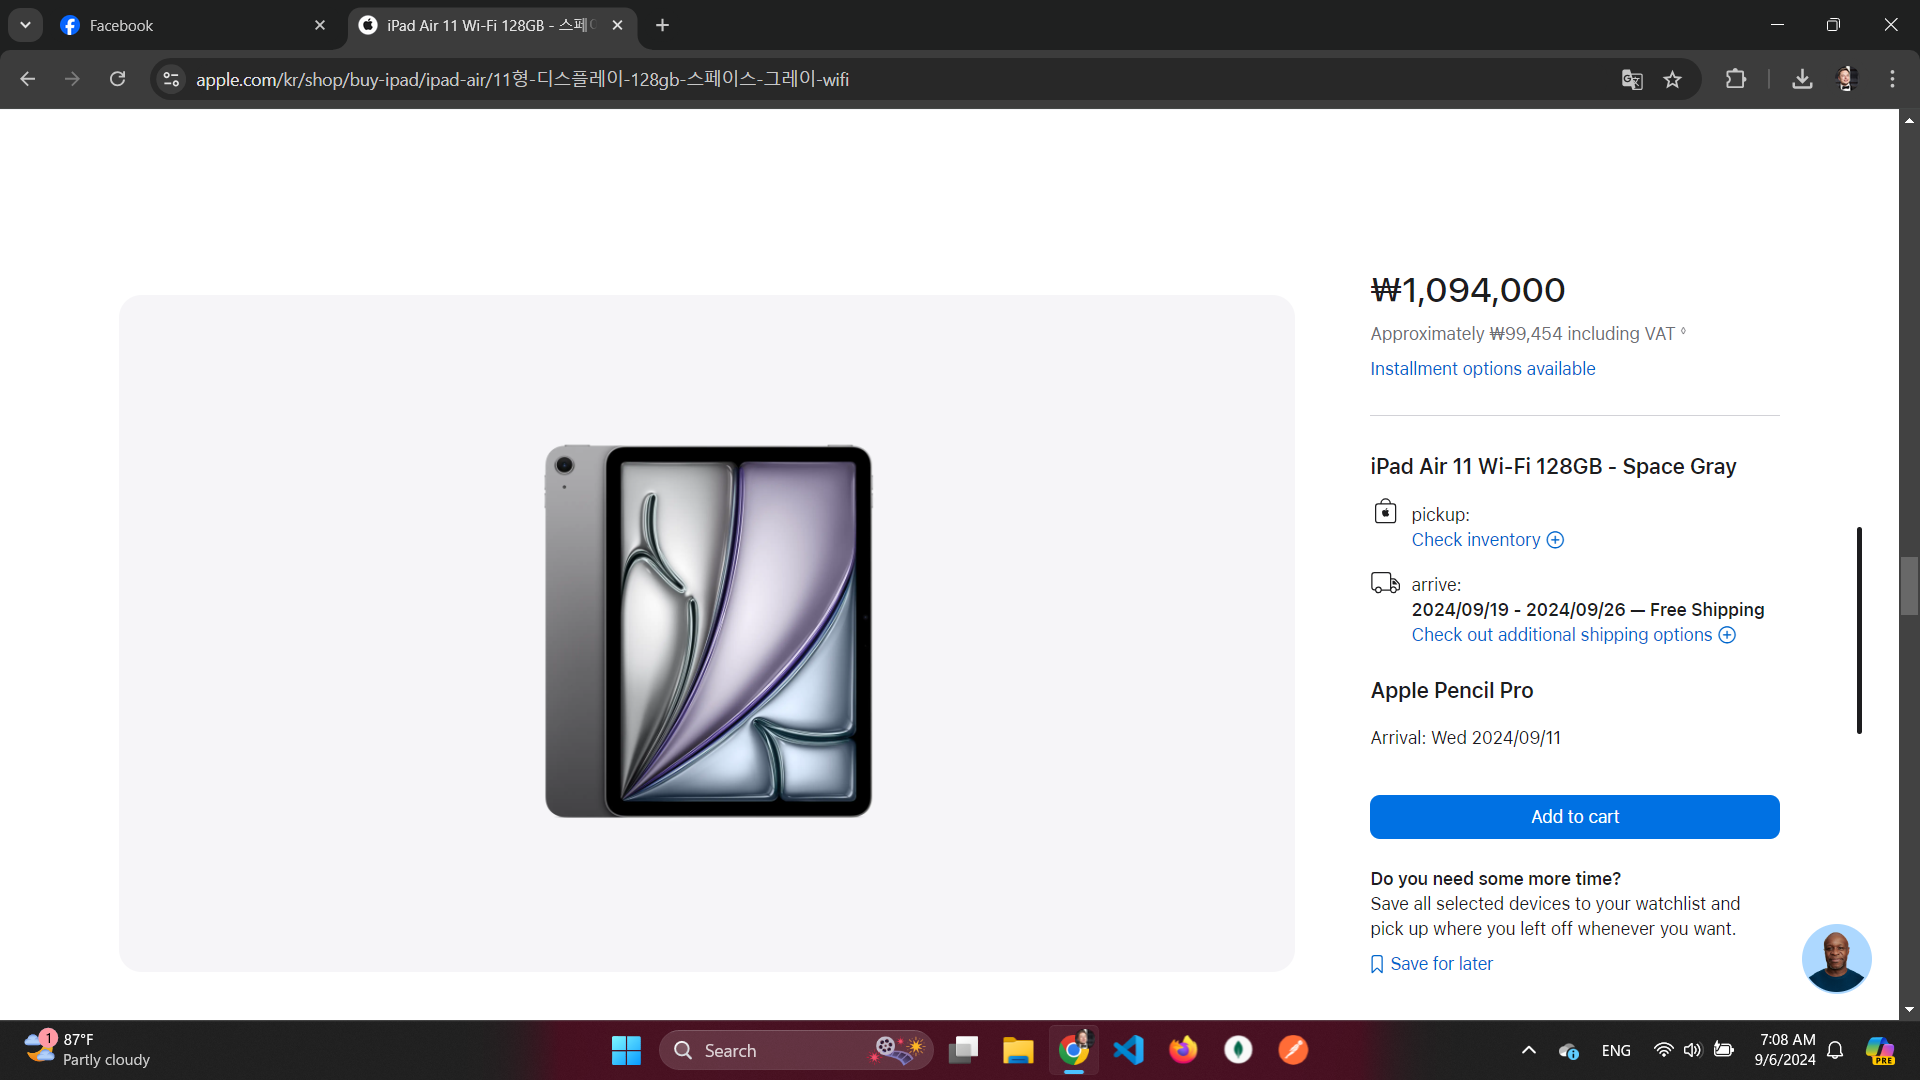 Facebook
iPad Air 11 Wi-Fi 128GB - 스페이
apple.com/kr/shop/buy-ipad/ipad-air/11형-디스플레이-128gb-스페이스-그레이-wifi
₩1,094,000
Approximately ₩99,454 including VAT ◊
Installment options available
iPad Air 11 Wi-Fi 128GB - Space Gray
pickup:
Check inventory
arrive:
2024/09/19 - 2024/09/26 — Free Shipping
Check out additional shipping options
Apple Pencil Pro
Arrival: Wed 2024/09/11
Add to cart
Do you need some more time?
Save all selected devices to your watchlist and
pick up where you left off whenever you want.
Save for later
1
87°F
Partly cloudy
Search
ENG
7:08 AM
9/6/2024
PRE